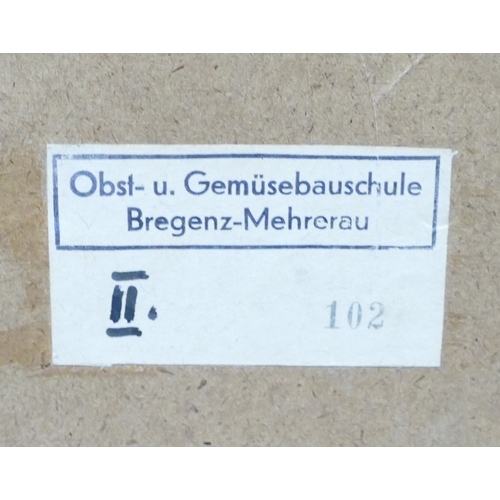 Obst- u. Gemüsebauschule
Bregenz-Mehrerau
II. 102